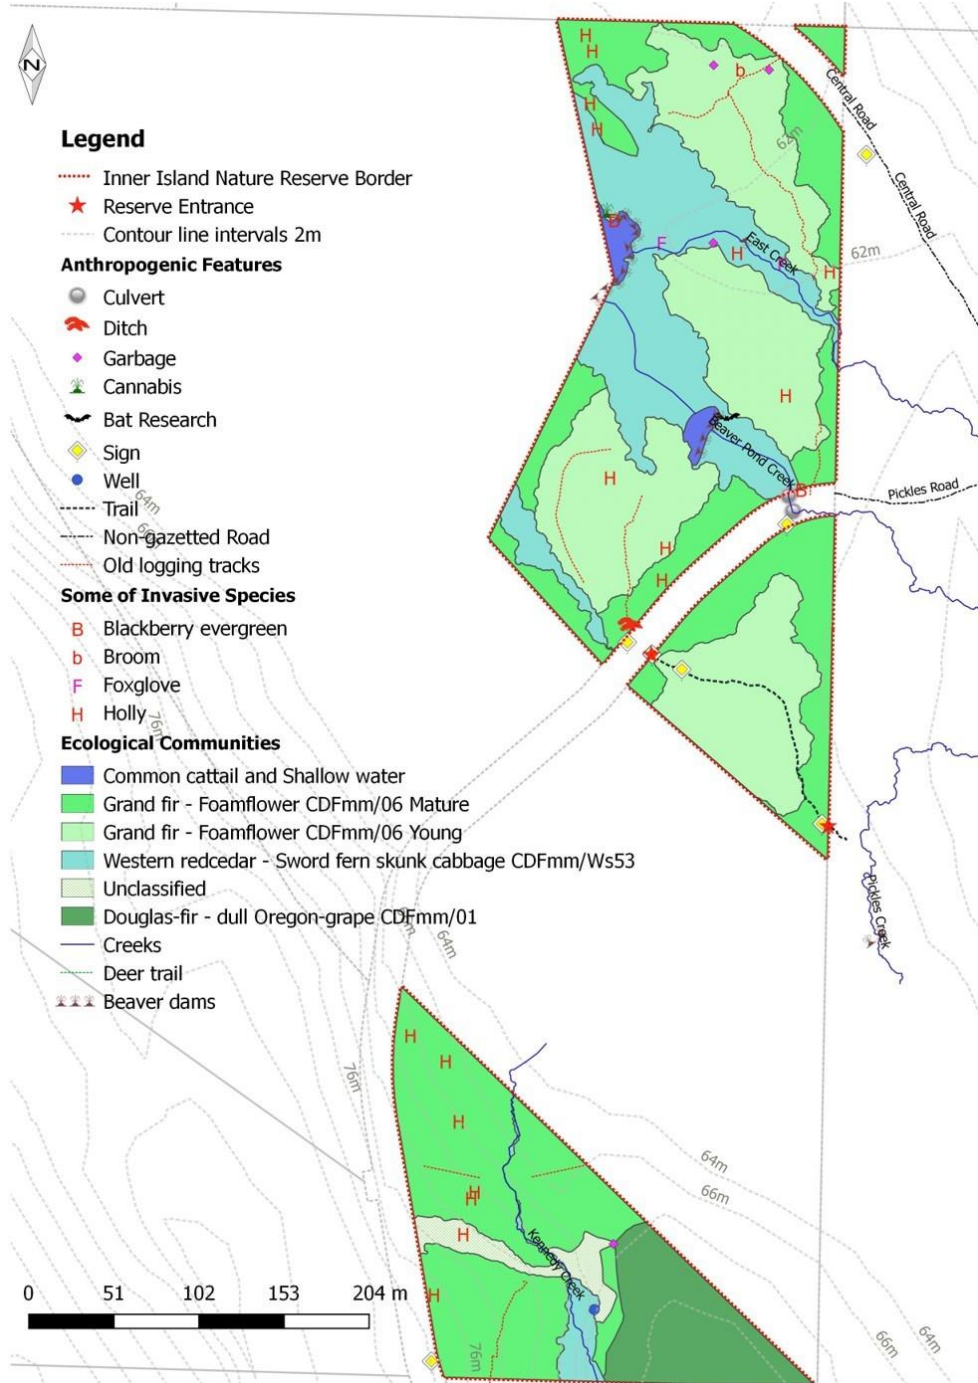 N
Legend
Inner Island Nature Reserve Border
Reserve Entrance
Contour line intervals 2m
Anthropogenic Features
Culvert
Ditch
Garbage
Cannabis
Bat Research
Sign
Well
Trail
Non-gazetted Road
Old logging tracks
Some of Invasive Species
B Blackberry evergreen
b Broom
F Foxglove
H Holly
Ecological Communities
Common cattail and Shallow water
Grand fir - Foamflower CDFmm/06 Mature
Grand fir - Foamflower CDFmm/06 Young
Western redcedar - Sword fern skunk cabbage CDFmm/Ws53
Unclassified
Douglas-fir - dull Oregon-grape CDFmm/01
Creeks
Deer trail
Beaver dams
0 51 102 153 204 m
H
H
b
H
H
Central Road
62m
Central Road
B
F
East Creek
H
F
H
62m
H
Beaver Pond Creek
H
B
Pickles Road
H
H
64m
76m
Pickles Creek
64m
H
H
76m
H
64m
66m
H
H
H
Kennedy Creek
H
76m
66m
64m